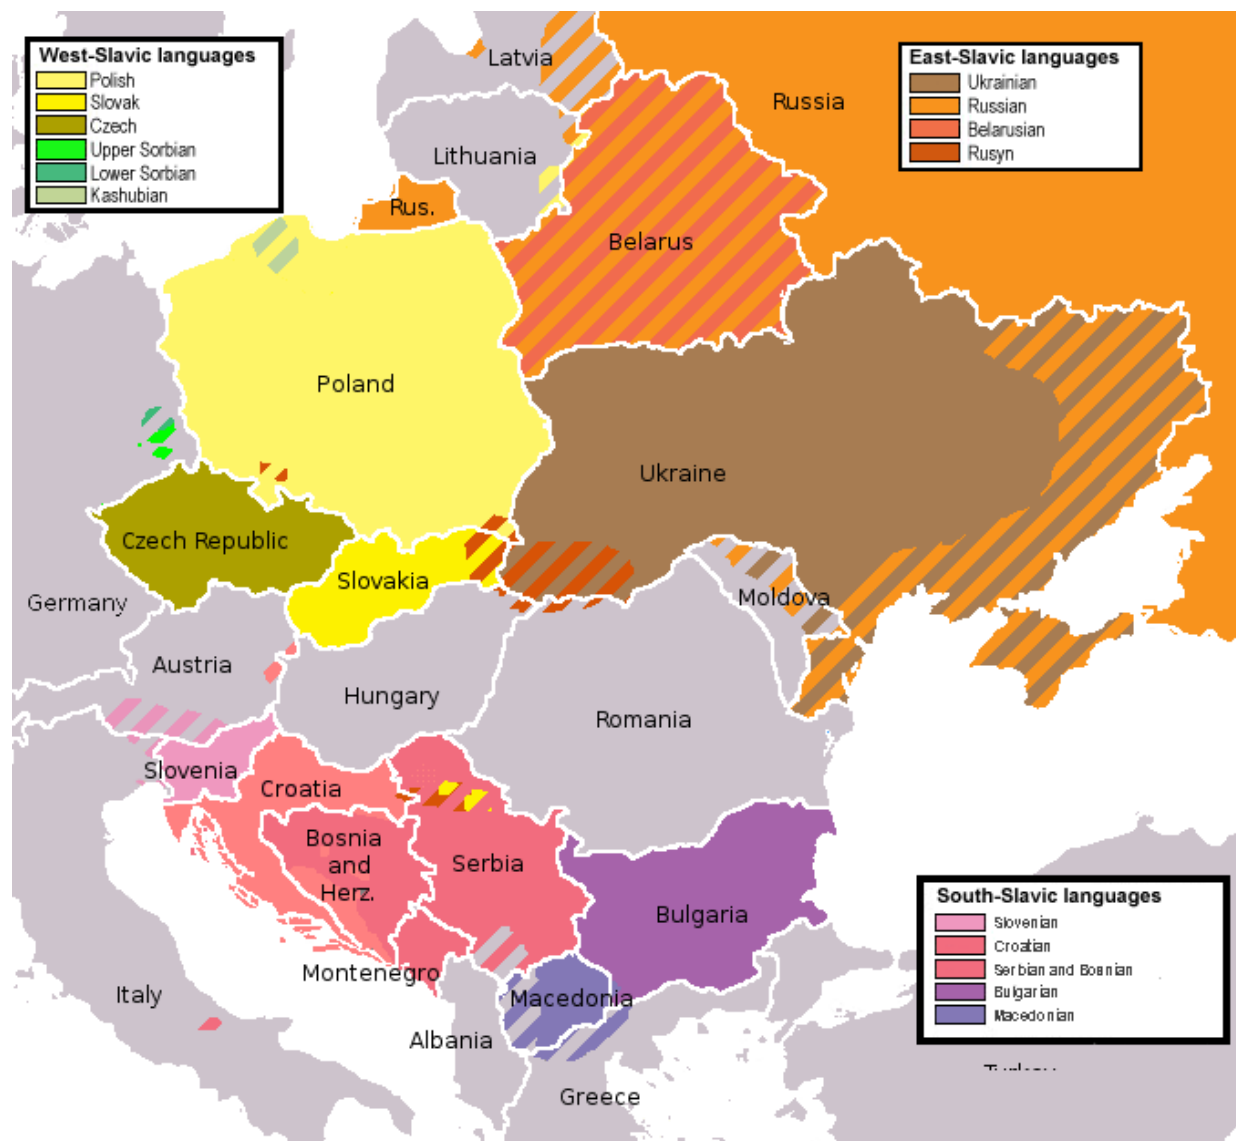 West-Slavic languages
Polish
Slovak
Czech
Upper Sorbian
Lower Sorbian
Kashubian
East-Slavic languages
Ukrainian
Russian
Belarusian
Rusyn
Latvia
Russia
Lithuania
Rus.
Belarus
Poland
Ukraine
Czech Republic
Slovakia
Germany
Moldova
Austria
Hungary
Romania
Slovenia
Croatia
Bosnia
and
Herz.
Serbia
Bulgaria
Montenegro
Italy
Macedonia
Albania
Greece
South-Slavic languages
Slovenian
Croatian
Serbian and Bosnian
Bulgarian
Macedonian